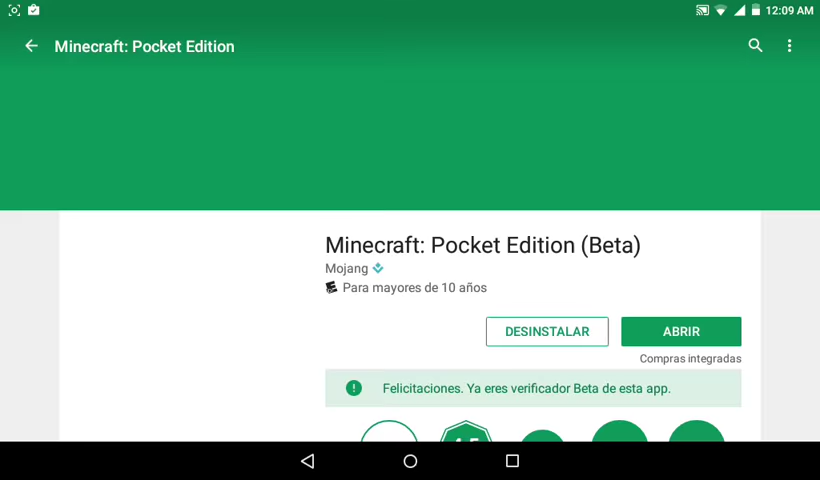 12:09 AM
Minecraft: Pocket Edition
Minecraft: Pocket Edition (Beta)
Mojang
Para mayores de 10 años
DESINSTALAR
ABRIR
Compras integradas
Felicitaciones. Ya eres verificador Beta de esta app.